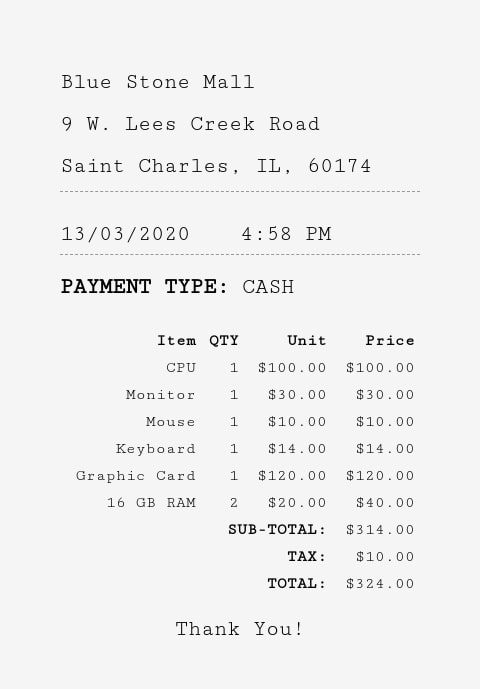 Blue Stone Mall
9 W. Lees Creek Road
Saint Charles, IL, 60174
13/03/2020 4:58 PM
PAYMENT TYPE: CASH
Item QTY Unit Price
CPU 1 $100.00 $100.00
Monitor 1 $30.00 $30.00
Mouse 1 $10.00 $10.00
Keyboard 1 $14.00 $14.00
Graphic Card 1 $120.00 $120.00
16 GB RAM 2 $20.00 $40.00
SUB-TOTAL: $314.00
TAX: $10.00
TOTAL: $324.00
Thank You!